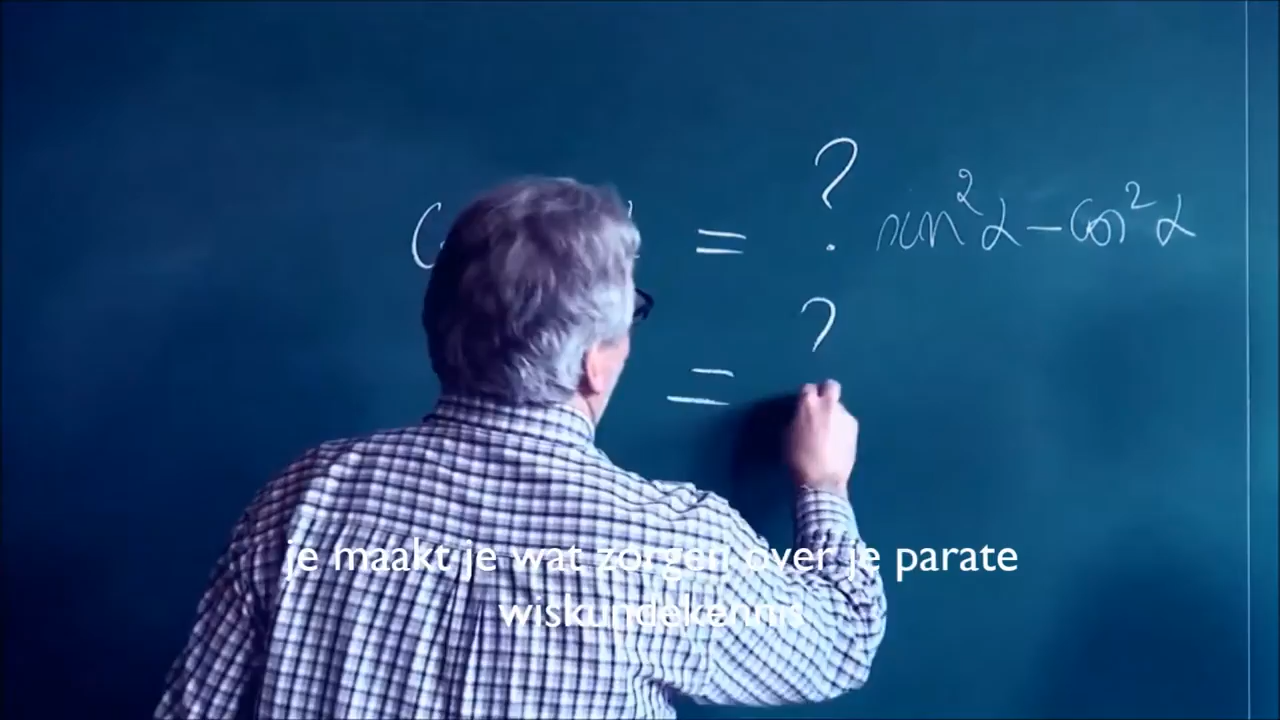 = ? sin²α – cos²α
= ?
je maakt je wat zorgen over je parate
wiskundekennis